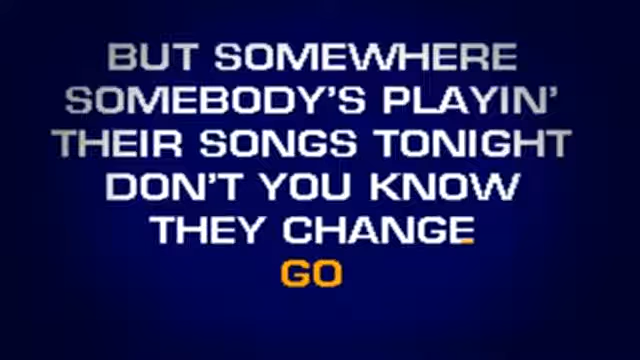 BUT SOMEWHERE
SOMEBODY'S PLAYIN'
THEIR SONGS TONIGHT
DON'T YOU KNOW
THEY CHANGE
GO